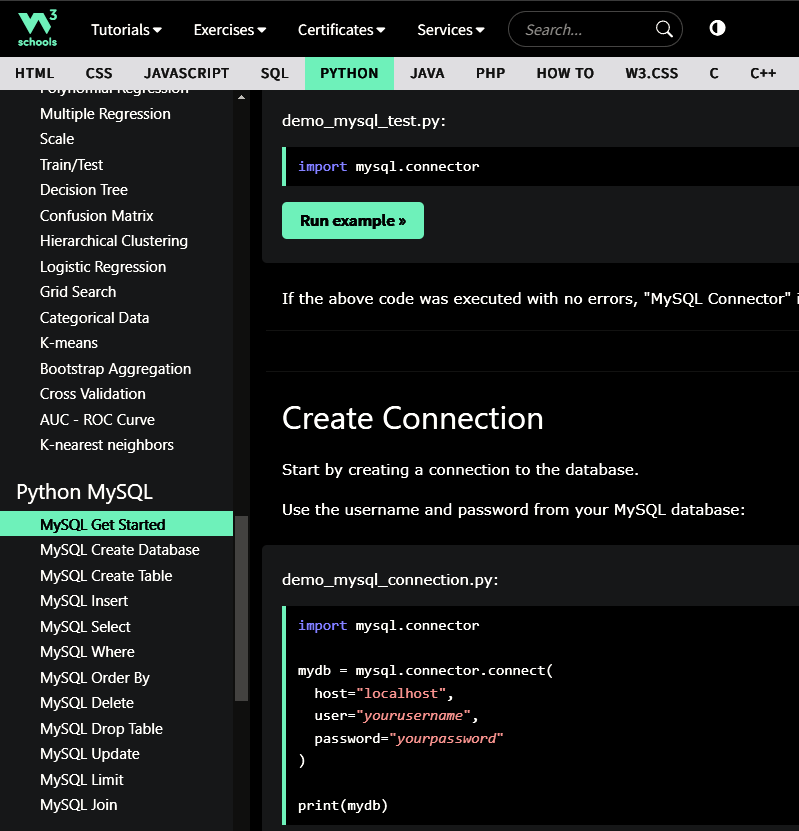 W3
schools
Tutorials Exercises Certificates Services Search...
HTML CSS JAVASCRIPT SQL PYTHON JAVA PHP HOW TO W3.CSS C C++
Polynomial Regression
Multiple Regression
Scale
Train/Test
Decision Tree
Confusion Matrix
Hierarchical Clustering
Logistic Regression
Grid Search
Categorical Data
K-means
Bootstrap Aggregation
Cross Validation
AUC - ROC Curve
K-nearest neighbors
Python MySQL
MySQL Get Started
MySQL Create Database
MySQL Create Table
MySQL Insert
MySQL Select
MySQL Where
MySQL Order By
MySQL Delete
MySQL Drop Table
MySQL Update
MySQL Limit
MySQL Join
demo_mysql_test.py:
import mysql.connector
Run example »
If the above code was executed with no errors, "MySQL Connector" i
Create Connection
Start by creating a connection to the database.
Use the username and password from your MySQL database:
demo_mysql_connection.py:
import mysql.connector
mydb = mysql.connector.connect(
host="localhost",
user="yourusername",
password="yourpassword"
)
print(mydb)